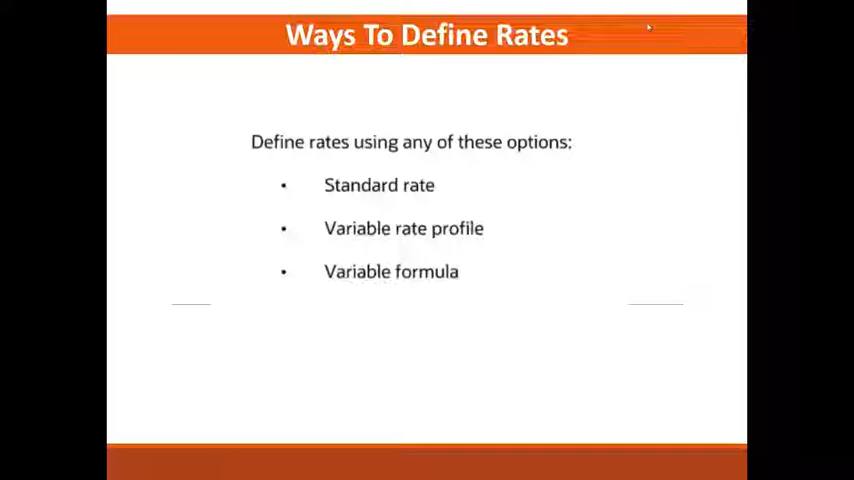 Ways To Define Rates
Define rates using any of these options:
• Standard rate
• Variable rate profile
• Variable formula